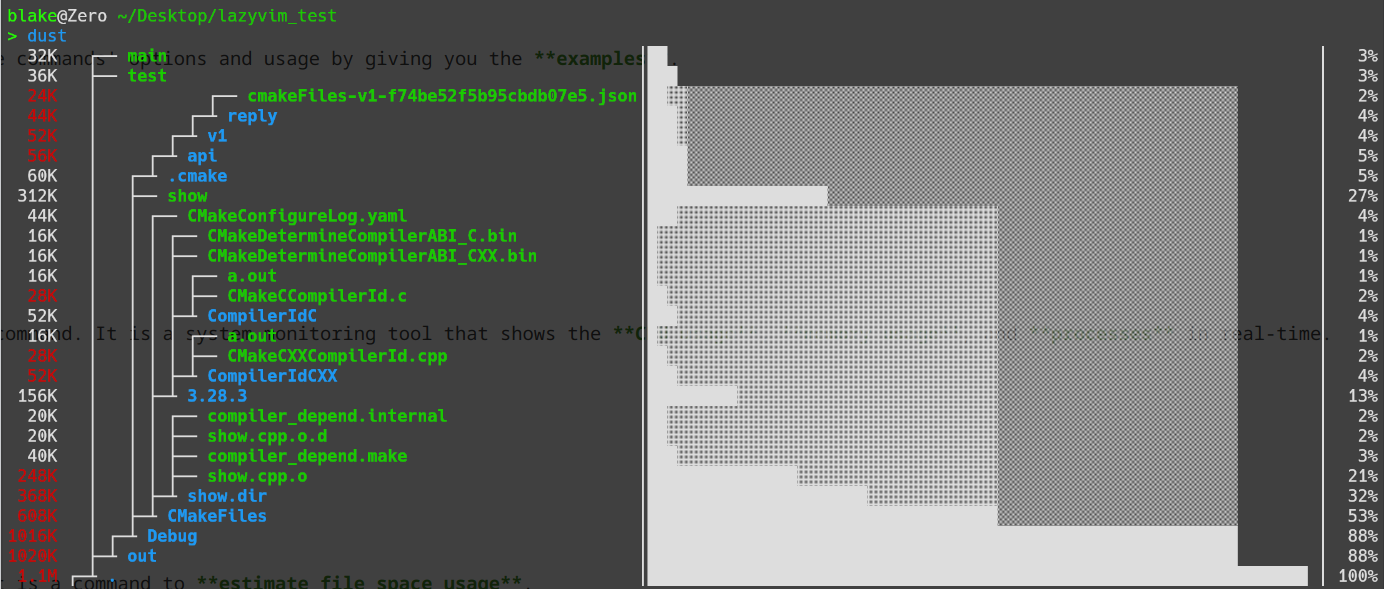 blake@Zero ~/Desktop/lazyvim_test
> dust
e commands' options and usage by giving you the **examples**.
32K main 3%
36K test 3%
24K cmakeFiles-v1-f74be52f5b95cbdb07e5.json 2%
44K reply 4%
52K v1 4%
56K api 5%
60K .cmake 5%
312K show 27%
44K CMakeConfigureLog.yaml 4%
16K CMakeDetermineCompilerABI_C.bin 1%
16K CMakeDetermineCompilerABI_CXX.bin 1%
16K a.out 1%
28K CMakeCCompilerId.c 2%
52K CompilerIdC 4%
command. It is a system monitoring tool that shows the **C and **processes** in real-time.
16K a.out 1%
28K CMakeCXXCompilerId.cpp 2%
52K CompilerIdCXX 4%
156K 3.28.3 13%
20K compiler_depend.internal 2%
20K show.cpp.o.d 2%
40K compiler_depend.make 3%
248K show.cpp.o 21%
368K show.dir 32%
608K CMakeFiles 53%
1016K Debug 88%
1020K out 88%
1.1M . 100%
t is a command to **estimate file space usage**.